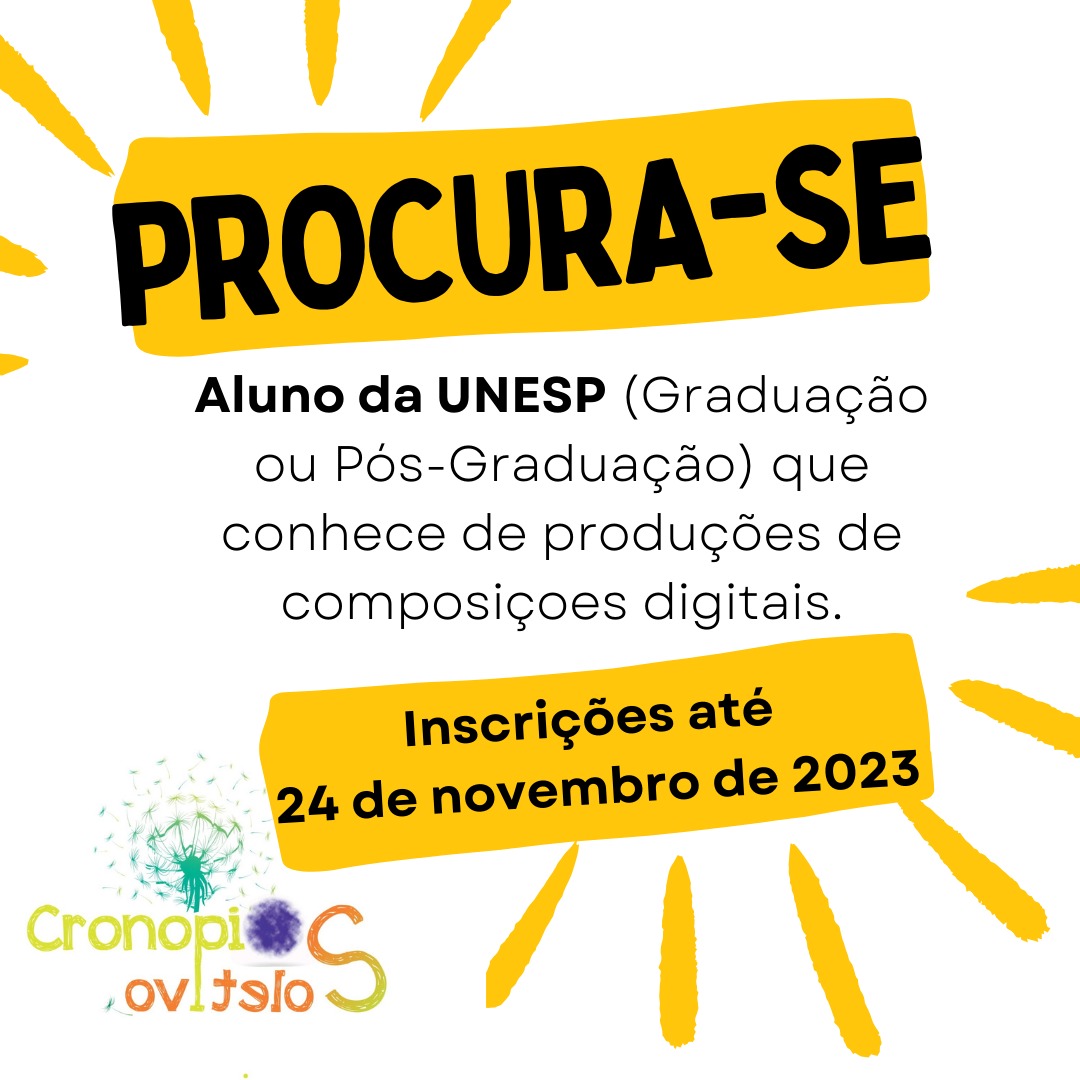 PROCURA-SE
Aluno da UNESP (Graduação
ou Pós-Graduação) que
conhece de produções de
composiçoes digitais.
Inscrições até
24 de novembro de 2023
CronopioS
ovitelo